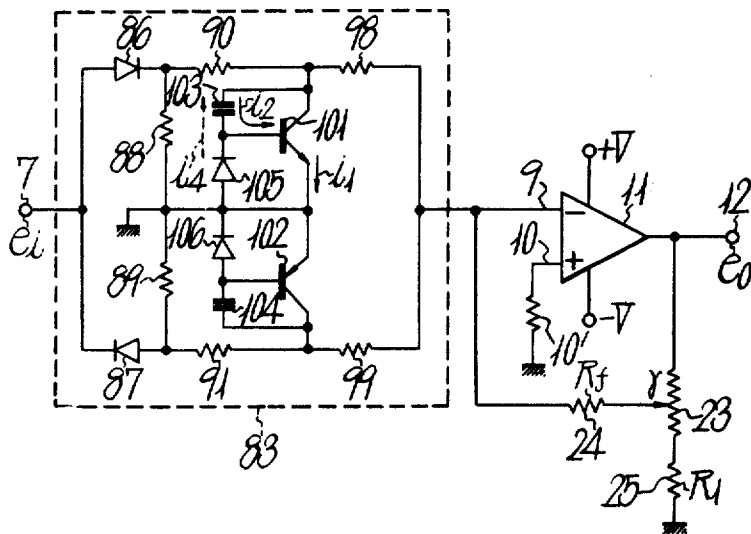 86 90 98
103 i2 101
88 i4 105 i1
7 ei
106 102
89 104
87 91 99
83
+V
9 11 12
- eo
10 +
10' -V
Rf γ
24 23
25 R1